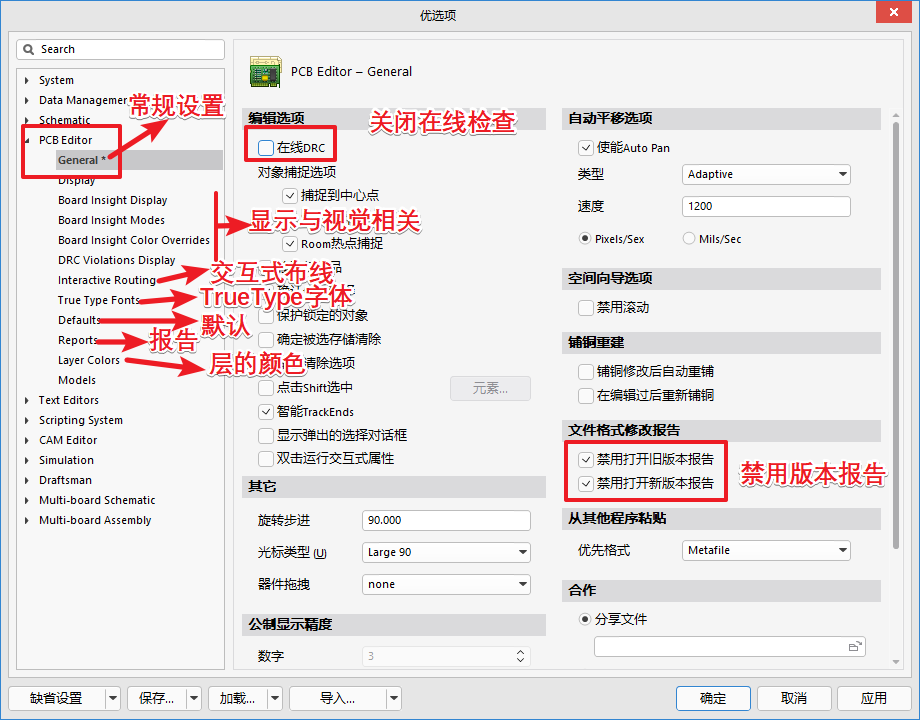 优选项
Search
System
Data Managemen
Schematic
PCB Editor
General *
Display
Board Insight Display
Board Insight Modes
Board Insight Color Overrides
DRC Violations Display
Interactive Routing
True Type Fonts
Defaults
Reports
Layer Colors
Models
Text Editors
Scripting System
CAM Editor
Simulation
Draftsman
Multi-board Schematic
Multi-board Assembly
常规设置
显示与视觉相关
交互式布线
TrueType字体
默认
报告
层的颜色
PCB Editor – General
编辑选项
关闭在线检查
在线DRC
对象捕捉选项
捕捉到中心点
Room热点捕捉
保护锁定的对象
确定被选存储清除
清除选项
点击Shift选中
元素...
智能TrackEnds
显示弹出的选择对话框
双击运行交互式属性
其它
旋转步进
90.000
光标类型 (U)
Large 90
器件拖拽
none
公制显示精度
数字
3
自动平移选项
使能Auto Pan
类型
Adaptive
速度
1200
Pixels/Sex
Mils/Sec
空间向导选项
禁用滚动
铺铜重建
铺铜修改后自动重铺
在编辑过后重新铺铜
文件格式修改报告
禁用打开旧版本报告
禁用打开新版本报告
禁用版本报告
从其他程序粘贴
优先格式
Metafile
合作
分享文件
缺省设置
保存...
加载...
导入...
确定
取消
应用